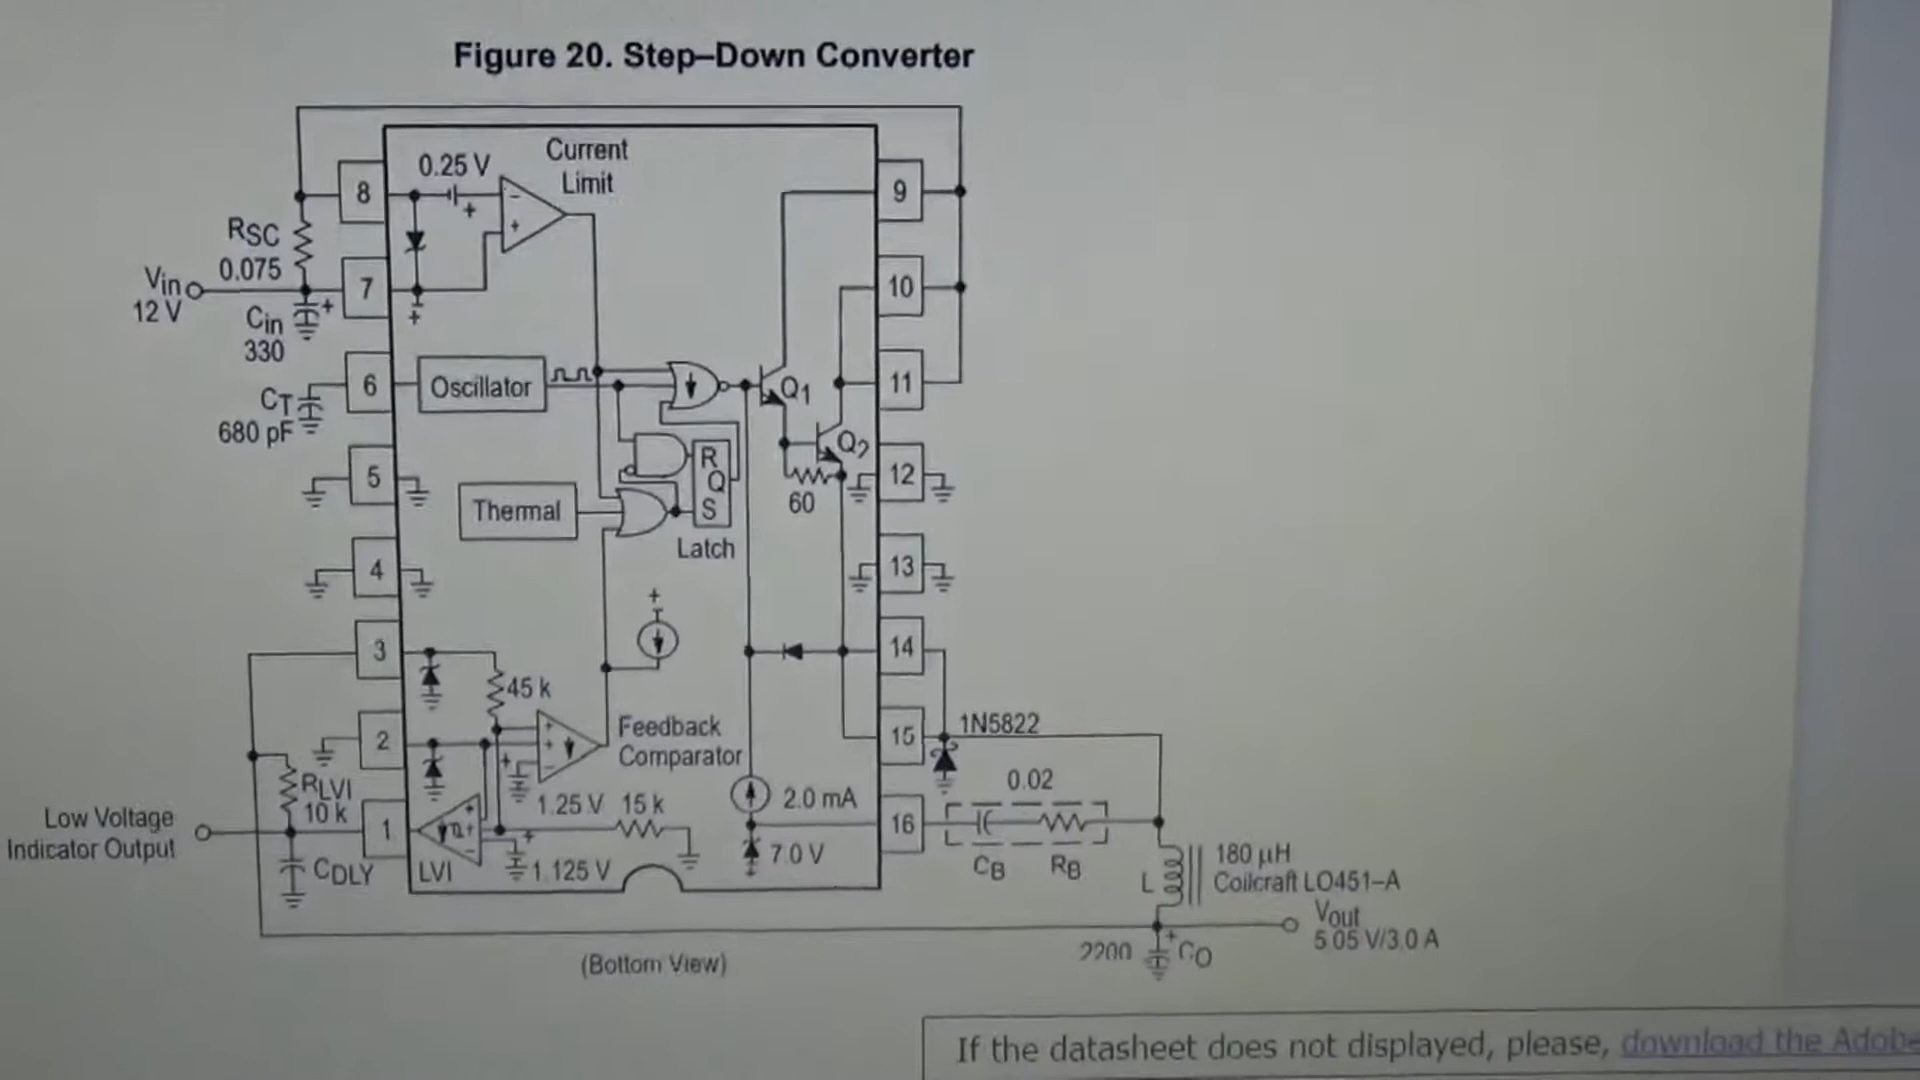 Figure 20. Step–Down Converter
Current
Limit
0.25 V
8
9
RSC
0.075
Vin
12 V
7
10
Cin
330
6
Oscillator
Q1
11
CT
680 pF
Q2
5
R
Q
S
12
60
Thermal
Latch
4
13
3
14
45 k
2
Feedback
Comparator
15
1N5822
RLVI
10 k
1.25 V
15 k
2.0 mA
0.02
Low Voltage
Indicator Output
1
16
CDLY
LVI
1.125 V
7.0 V
CB
RB
L
180 µH
Coilcraft LO451–A
Vout
5.05 V/3.0 A
2200
CO
(Bottom View)
If the datasheet does not displayed, please, download the Adobe